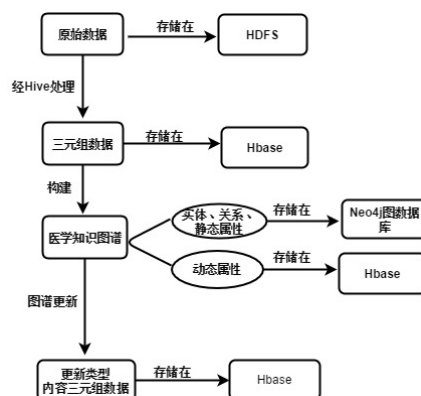 原始数据
存储在
HDFS
经Hive处理
三元组数据
存储在
Hbase
构建
医学知识图谱
实体、关系、
静态属性
存储在
Neo4j图数据
库
动态属性
存储在
Hbase
图谱更新
更新类型
内容三元组数据
存储在
Hbase